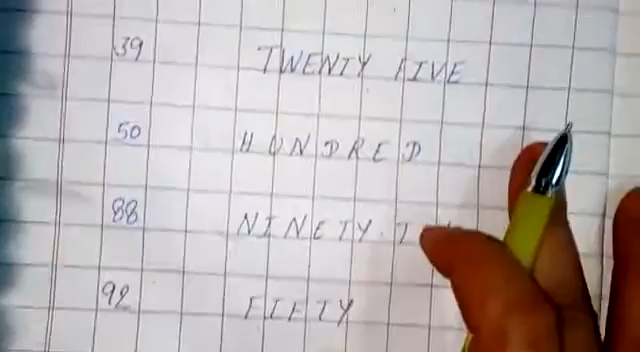 39 TWENTY FIVE
50 HUNDRED
88 NINETY
92 FIFTY